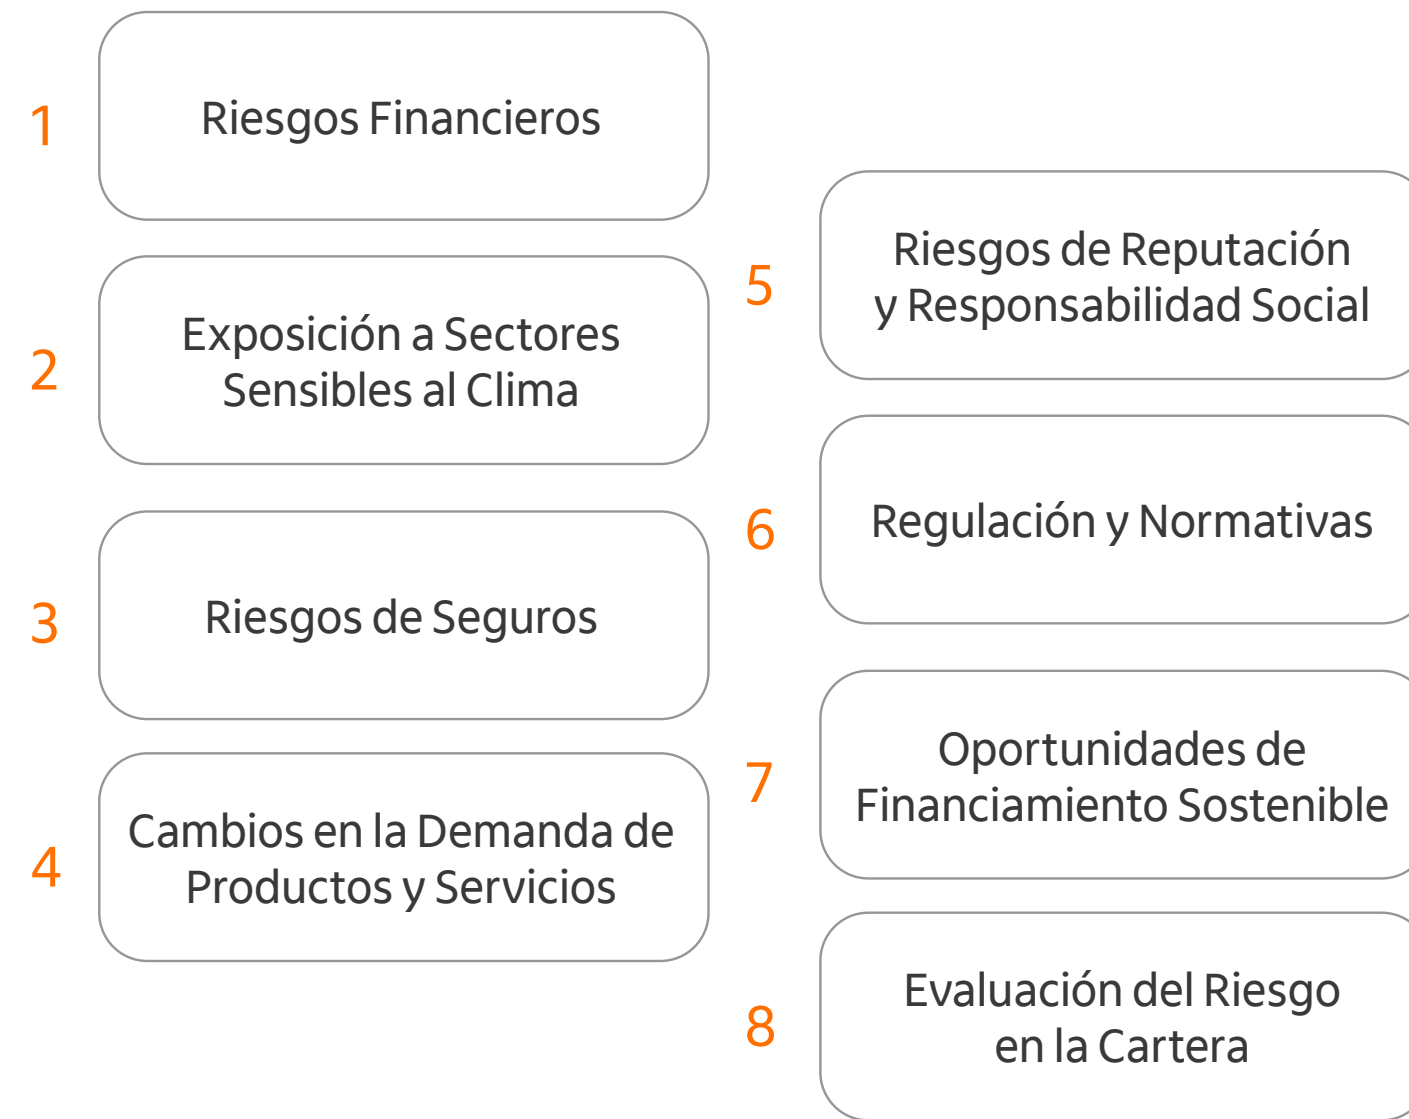 1
Riesgos Financieros
2
Exposición a Sectores
Sensibles al Clima
3
Riesgos de Seguros
4
Cambios en la Demanda de
Productos y Servicios
5
Riesgos de Reputación
y Responsabilidad Social
6
Regulación y Normativas
7
Oportunidades de
Financiamiento Sostenible
8
Evaluación del Riesgo
en la Cartera